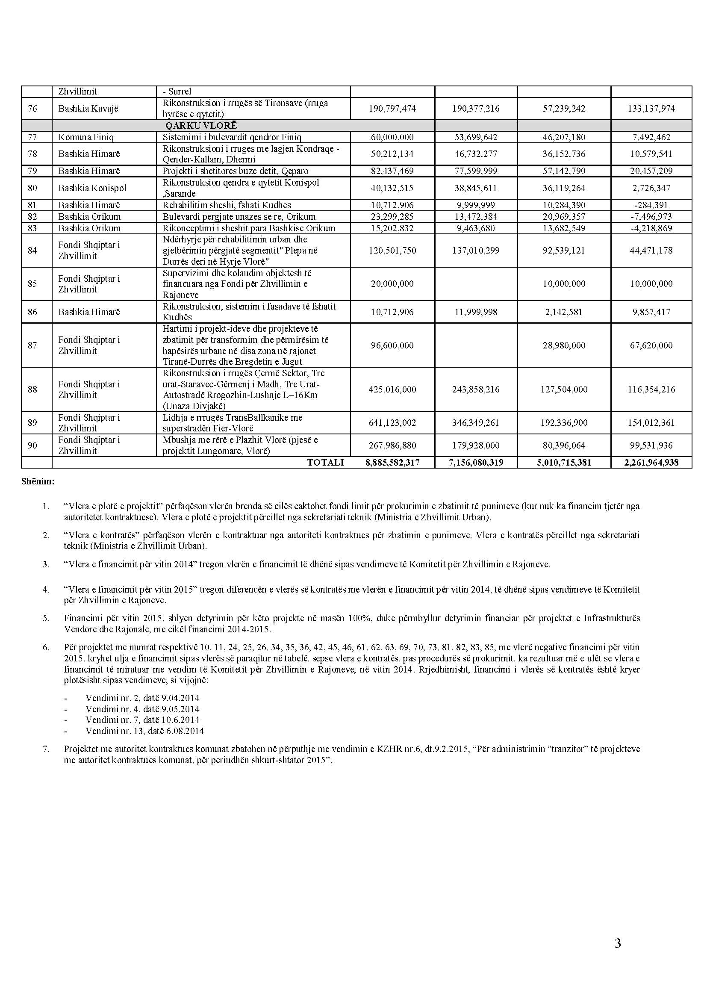 Zhvillimit - Surrel
76 Bashkia Kavajë Rikonstruksion i rrugës së Tironsave (rruga hyrëse e qytetit) 190,797,474 190,377,216 57,239,242 133,137,974
QARKU VLORË
77 Komuna Finiq Sistemimi i bulevardit qendror Finiq 60,000,000 53,699,642 46,207,180 7,492,462
78 Bashkia Himarë Rikonstruksioni i rruges me lagjen Kondraqe - Qender-Kallam, Dhermi 50,212,134 46,732,277 36,152,736 10,579,541
79 Bashkia Himarë Projekti i shetitores buze detit, Qeparo 82,437,469 77,599,999 57,142,790 20,457,209
80 Bashkia Konispol Rikonstruksion qendra e qytetit Konispol ,Sarande 40,132,515 38,845,611 36,119,264 2,726,347
81 Bashkia Himarë Rehabilitim sheshi, fshati Kudhes 10,712,906 9,999,999 10,284,390 -284,391
82 Bashkia Orikum Bulevardi pergjate unazes se re, Orikum 23,299,285 13,472,384 20,969,357 -7,496,973
83 Bashkia Orikum Rikonceptimi i sheshit para Bashkise Orikum 15,202,832 9,463,680 13,682,549 -4,218,869
84 Fondi Shqiptar i Zhvillimit Ndërhyrje për rehabilitimin urban dhe gjelbërimin përgjatë segmentit" Plepa në Durrës deri në Hyrje Vlorë" 120,501,750 137,010,299 92,539,121 44,471,178
85 Fondi Shqiptar i Zhvillimit Supervizimi dhe kolaudim objektesh të financuara nga Fondi për Zhvillimin e Rajoneve 20,000,000 10,000,000 10,000,000
86 Bashkia Himarë Rikonstruksion, sistemim i fasadave të fshatit Kudhës 10,712,906 11,999,998 2,142,581 9,857,417
87 Fondi Shqiptar i Zhvillimit Hartimi i projekt-ideve dhe projekteve të zbatimit për transformim dhe përmirësim të hapësirës urbane në disa zona në rajonet Tiranë-Durrës dhe Bregdetin e Jugut 96,600,000 28,980,000 67,620,000
88 Fondi Shqiptar i Zhvillimit Rikonstruksion i rrugës Çermë Sektor, Tre urat-Staravec-Gërmenj i Madh, Tre Urat-Autostradë Rrogozhin-Lushnje L=16Km (Unaza Divjakë) 425,016,000 243,858,216 127,504,000 116,354,216
89 Fondi Shqiptar i Zhvillimit Lidhja e rrrugës TransBallkanike me superstradën Fier-Vlorë 641,123,002 346,349,261 192,336,900 154,012,361
90 Fondi Shqiptar i Zhvillimit Mbushja me rërë e Plazhit Vlorë (pjesë e projektit Lungomare, Vlorë) 267,986,880 179,928,000 80,396,064 99,531,936
TOTALI 8,885,582,317 7,156,080,319 5,010,715,381 2,261,964,938
Shënim:
1. “Vlera e plotë e projektit” përfaqëson vlerën brenda së cilës caktohet fondi limit për prokurimin e zbatimit të punimeve (kur nuk ka financim tjetër nga
autoritetet kontraktuese). Vlera e plotë e projektit përcillet nga sekretariati teknik (Ministria e Zhvillimit Urban).
2. “Vlera e kontratës” përfaqëson vlerën e kontraktuar nga autoriteti kontraktues për zbatimin e punimeve. Vlera e kontratës përcillet nga sekretariati
teknik (Ministria e Zhvillimit Urban).
3. “Vlera e financimit për vitin 2014” tregon vlerën e financimit të dhënë sipas vendimeve të Komitetit për Zhvillimin e Rajoneve.
4. “Vlera e financimit për vitin 2015” tregon diferencën e vlerës së kontratës me vlerën e financimit për vitin 2014, të dhënë sipas vendimeve të Komitetit
për Zhvillimin e Rajoneve.
5. Financimi për vitin 2015, shlyen detyrimin për këto projekte në masën 100%, duke përmbyllur detyrimin financiar për projektet e Infrastrukturës
Vendore dhe Rajonale, me cikël financimi 2014-2015.
6. Për projektet me numrat respektivë 10, 11, 24, 25, 26, 34, 35, 36, 42, 45, 46, 61, 62, 63, 69, 70, 73, 81, 82, 83, 85, me vlerë negative financimi për vitin
2015, kryhet ulja e financimit sipas vlerës së paraqitur në tabelë, sepse vlera e kontratës, pas procedurës së prokurimit, ka rezultuar më e ulët se vlera e
financimit të miratuar me vendim të Komitetit për Zhvillimin e Rajoneve, në vitin 2014. Rrjedhimisht, financimi i vlerës së kontratës është kryer
plotësisht sipas vendimeve, si vijojnë:
- Vendimi nr. 2, datë 9.04.2014
- Vendimi nr. 4, datë 9.05.2014
- Vendimi nr. 7, datë 10.6.2014
- Vendimi nr. 13, datë 6.08.2014
7. Projektet me autoritet kontraktues komunat zbatohen në përputhje me vendimin e KZHR nr.6, dt.9.2.2015, “Për administrimin “tranzitor” të projekteve
me autoritet kontraktues komunat, për periudhën shkurt-shtator 2015”.
3